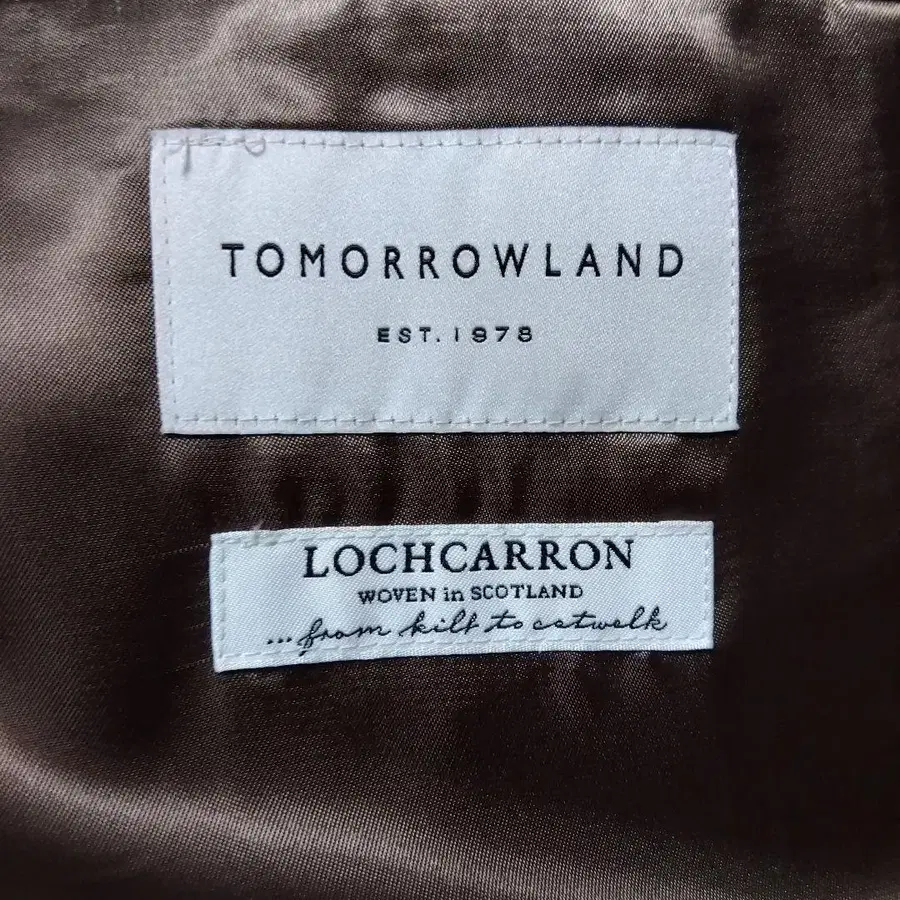 TOMORROWLAND
EST. 1978
LOCHCARRON
WOVEN in SCOTLAND
...from kilt to catwalk